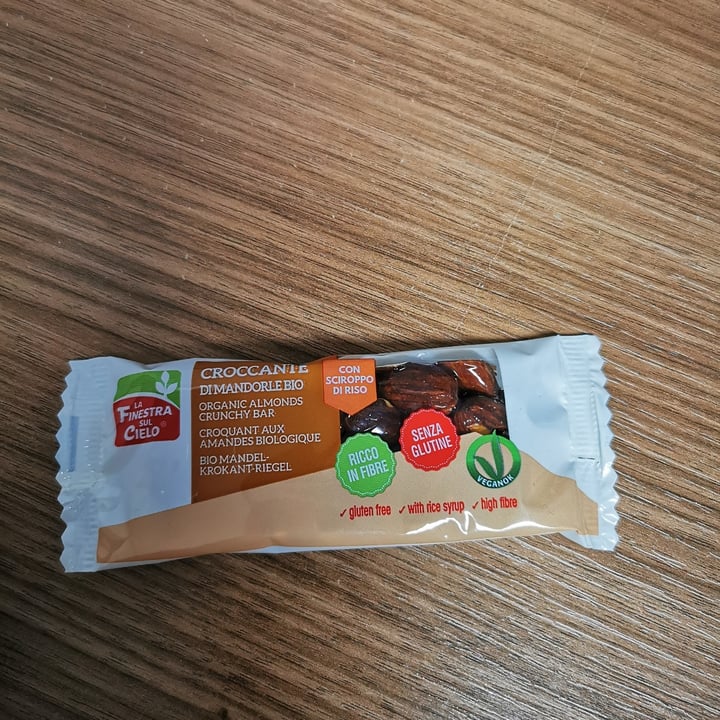 LA
FINESTRA
SUL
CIELO®
CROCCANTE
DI MANDORLE BIO
ORGANIC ALMONDS
CRUNCHY BAR
CROQUANT AUX
AMANDES BIOLOGIQUE
BIO MANDEL-
KROKANT-RIEGEL
CON
SCIROPPO
DI RISO
RICCO
IN FIBRE
SENZA
GLUTINE
VEGANOK
✓ gluten free ✓ with rice syrup ✓ high fibre